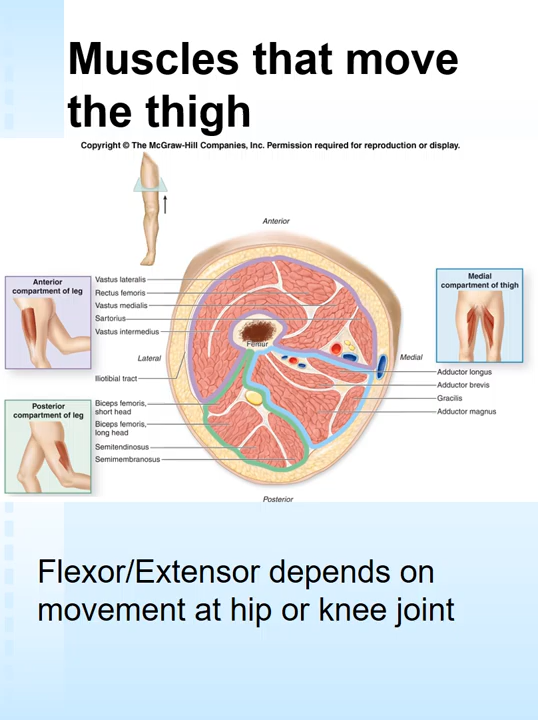 Muscles that move
the thigh
Copyright © The McGraw-Hill Companies, Inc. Permission required for reproduction or display.
Anterior
Anterior
compartment of leg
Vastus lateralis
Rectus femoris
Vastus medialis
Sartorius
Vastus intermedius
Femur
Lateral
Iliotibial tract
Medial
compartment of thigh
Medial
Adductor longus
Adductor brevis
Gracilis
Adductor magnus
Posterior
compartment of leg
Biceps femoris,
short head
Biceps femoris,
long head
Semitendinosus
Semimembranosus
Posterior
Flexor/Extensor depends on
movement at hip or knee joint